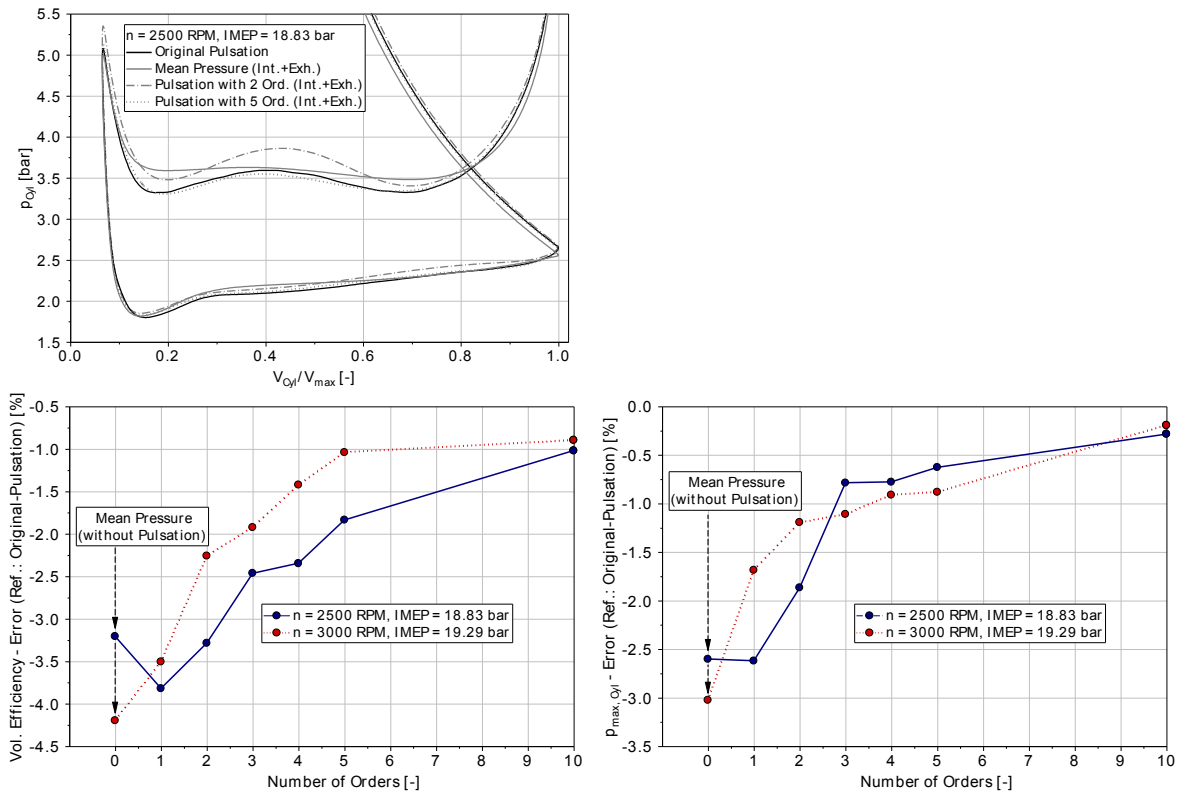 n = 2500 RPM, IMEP = 18.83 bar
Original Pulsation
Mean Pressure (Int.+Exh.)
Pulsation with 2 Ord. (Int.+Exh.)
Pulsation with 5 Ord. (Int.+Exh.)
5.5
5.0
4.5
4.0
3.5
3.0
2.5
2.0
1.5
p_Cyl [bar]
0.0 0.2 0.4 0.6 0.8 1.0
V_Cyl/V_max [-]
Vol. Efficiency - Error (Ref.: Original-Pulsation) [%]
-0.5
-1.0
-1.5
-2.0
-2.5
-3.0
-3.5
-4.0
-4.5
Mean Pressure
(without Pulsation)
n = 2500 RPM, IMEP = 18.83 bar
n = 3000 RPM, IMEP = 19.29 bar
0 1 2 3 4 5 6 7 8 9 10
Number of Orders [-]
p_max, Cyl - Error (Ref.: Original-Pulsation) [%]
0.0
-0.5
-1.0
-1.5
-2.0
-2.5
-3.0
-3.5
Mean Pressure
(without Pulsation)
n = 2500 RPM, IMEP = 18.83 bar
n = 3000 RPM, IMEP = 19.29 bar
0 1 2 3 4 5 6 7 8 9 10
Number of Orders [-]